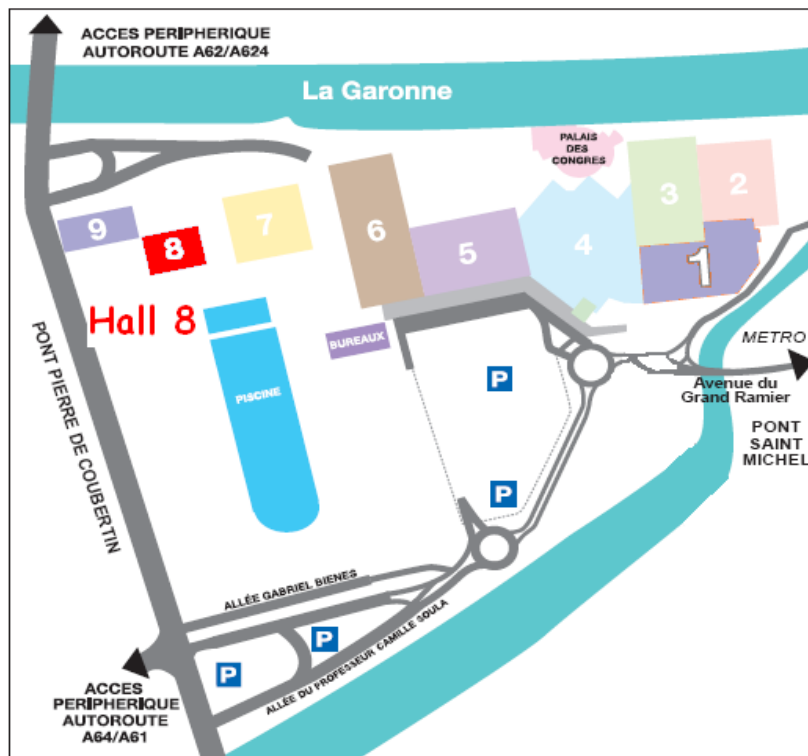 ACCES PERIPHERIQUE
AUTOROUTE A62/A624
La Garonne
PALAIS
DES
CONGRES
9
8
7
6
5
4
3
2
1
Hall 8
PISCINE
BUREAUX
P
P
METRO
Avenue du
Grand Ramier
PONT
SAINT
MICHEL
PONT PIERRE DE COUBERTIN
ALLÉE GABRIEL BIENES
ALLÉE DU PROFESSEUR CAMILLE SOULA
P
P
ACCES
PERIPHERIQUE
AUTOROUTE
A64/A61